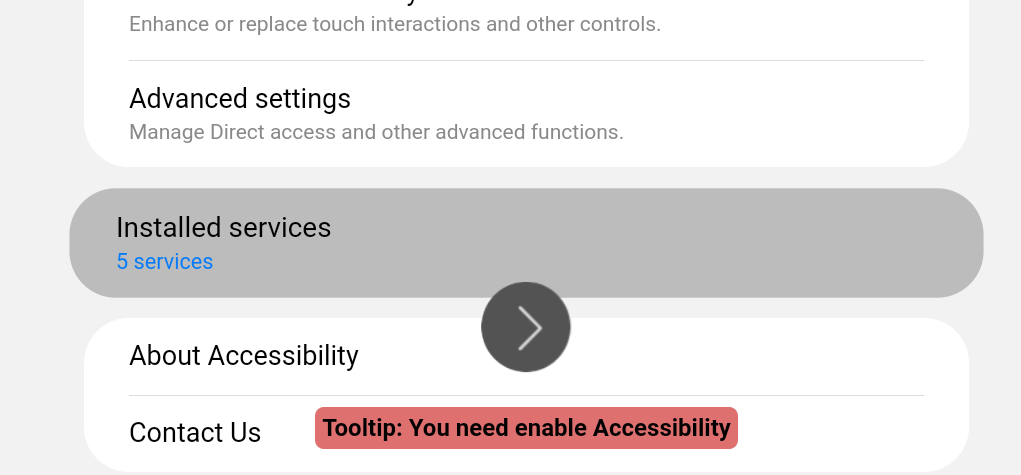 Enhance or replace touch interactions and other controls.
Advanced settings
Manage Direct access and other advanced functions.
Installed services
5 services
About Accessibility
Contact Us
Tooltip: You need enable Accessibility